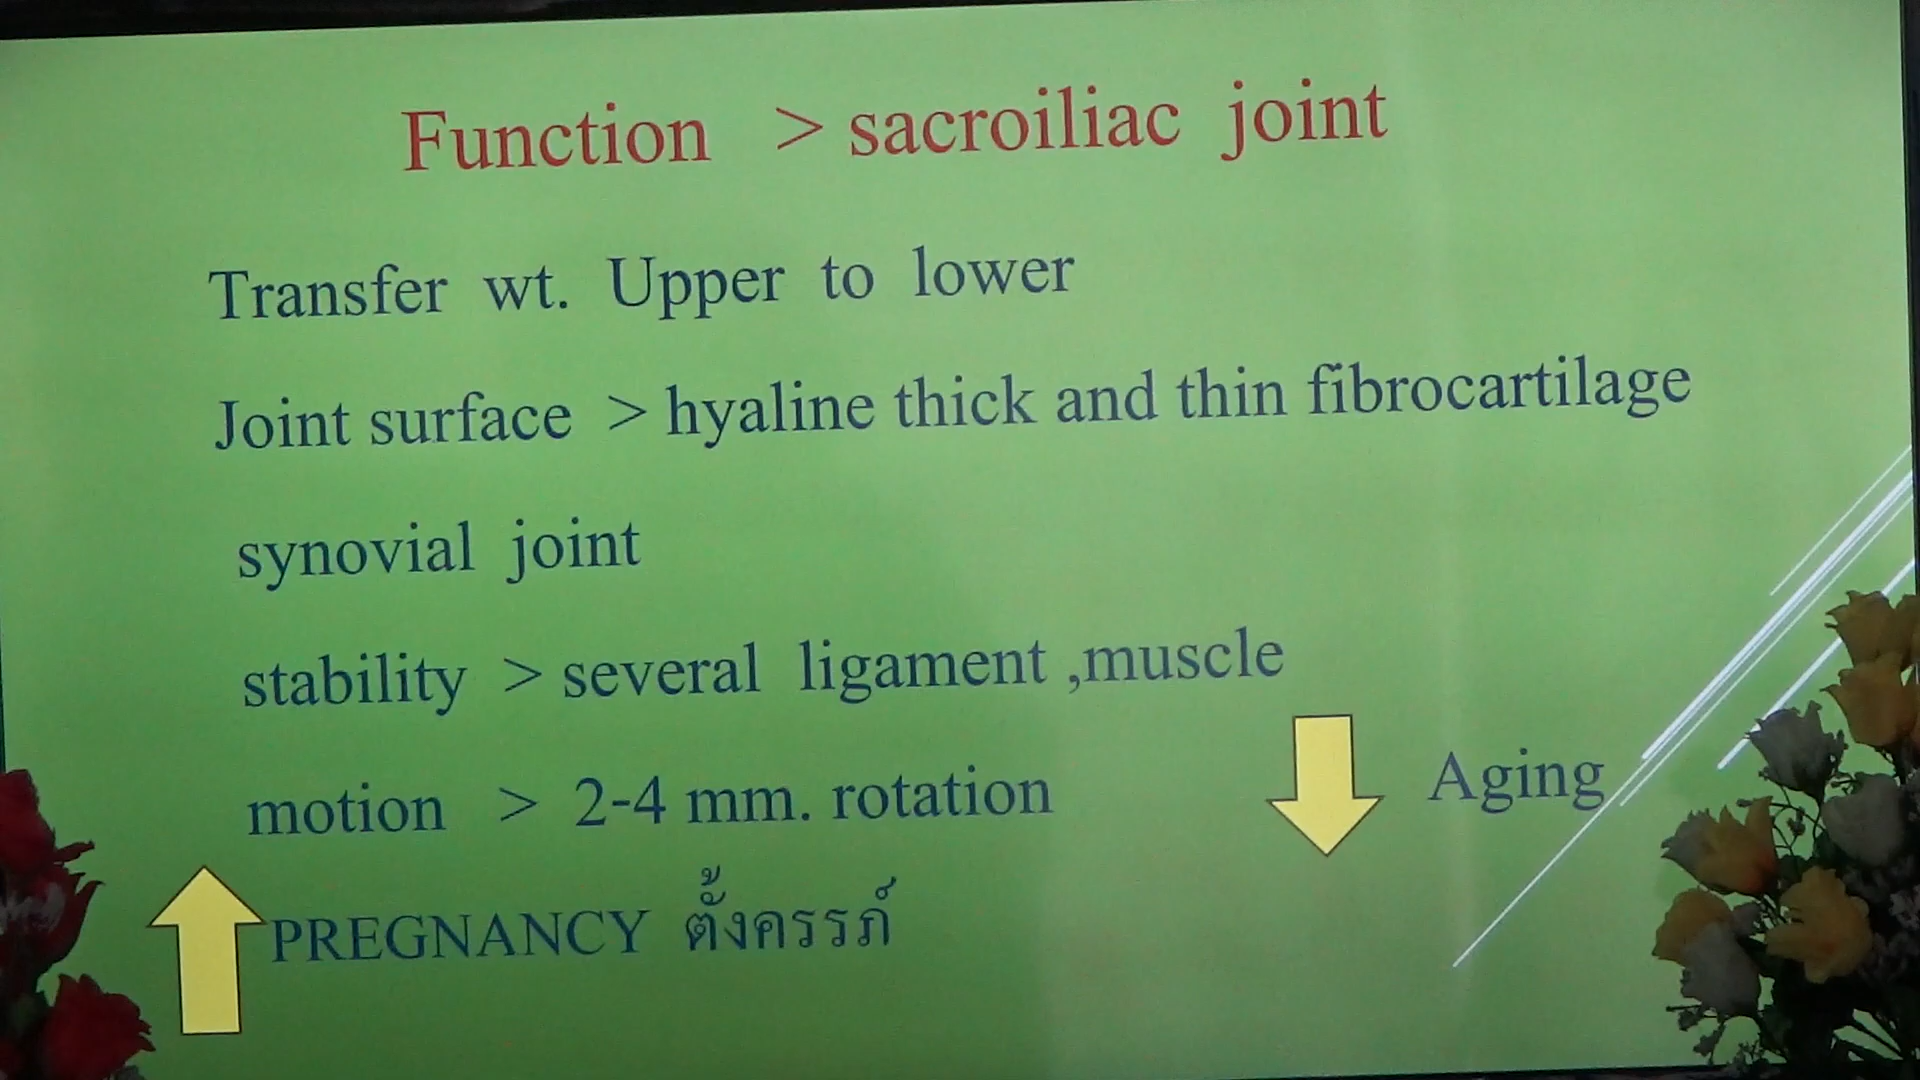 Function > sacroiliac joint
Transfer wt. Upper to lower
Joint surface > hyaline thick and thin fibrocartilage
synovial joint
stability > several ligament ,muscle
motion > 2-4 mm. rotation
Aging
PREGNANCY ตั้งครรภ์